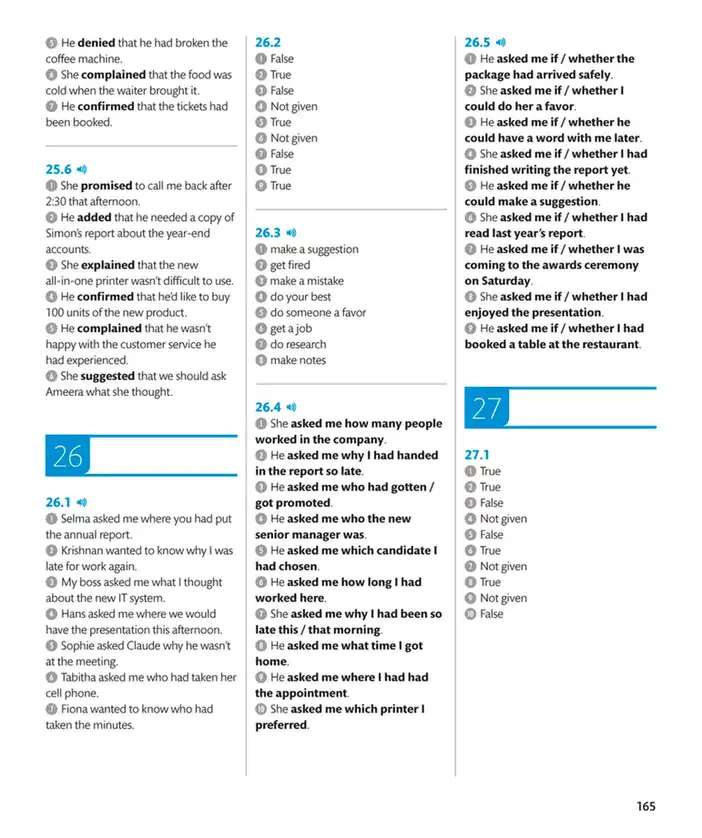 5 He denied that he had broken the
coffee machine.
6 She complained that the food was
cold when the waiter brought it.
7 He confirmed that the tickets had
been booked.
25.6
1 She promised to call me back after
2:30 that afternoon.
2 He added that he needed a copy of
Simon's report about the year-end
accounts.
3 She explained that the new
all-in-one printer wasn't difficult to use.
4 He confirmed that he'd like to buy
100 units of the new product.
5 He complained that he wasn't
happy with the customer service he
had experienced.
6 She suggested that we should ask
Ameera what she thought.
26
26.1
1 Selma asked me where you had put
the annual report.
2 Krishnan wanted to know why I was
late for work again.
3 My boss asked me what I thought
about the new IT system.
4 Hans asked me where we would
have the presentation this afternoon.
5 Sophie asked Claude why he wasn't
at the meeting.
6 Tabitha asked me who had taken her
cell phone.
7 Fiona wanted to know who had
taken the minutes.
26.2
1 False
2 True
3 False
4 Not given
5 True
6 Not given
7 False
8 True
9 True
26.3
1 make a suggestion
2 get fired
3 make a mistake
4 do your best
5 do someone a favor
6 get a job
7 do research
8 make notes
26.4
1 She asked me how many people
worked in the company.
2 He asked me why I had handed
in the report so late.
3 He asked me who had gotten /
got promoted.
4 He asked me who the new
senior manager was.
5 He asked me which candidate I
had chosen.
6 He asked me how long I had
worked here.
7 She asked me why I had been so
late this / that morning.
8 He asked me what time I got
home.
9 He asked me where I had had
the appointment.
10 She asked me which printer I
preferred.
26.5
1 He asked me if / whether the
package had arrived safely.
2 She asked me if / whether I
could do her a favor.
3 He asked me if / whether he
could have a word with me later.
4 She asked me if / whether I had
finished writing the report yet.
5 He asked me if / whether he
could make a suggestion.
6 She asked me if / whether I had
read last year's report.
7 He asked me if / whether I was
coming to the awards ceremony
on Saturday.
8 She asked me if / whether I had
enjoyed the presentation.
9 He asked me if / whether I had
booked a table at the restaurant.
27
27.1
1 True
2 True
3 False
4 Not given
5 False
6 True
7 Not given
8 True
9 Not given
10 False
165